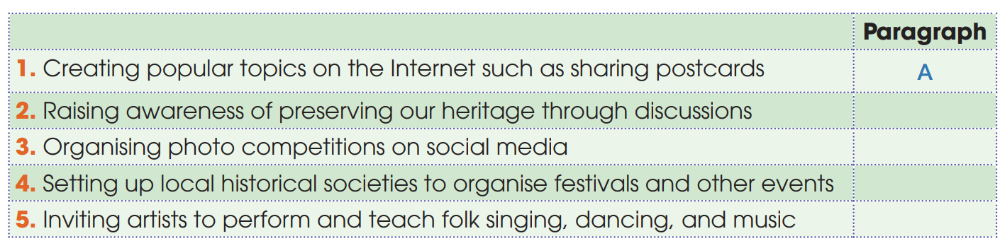 Paragraph
1. Creating popular topics on the Internet such as sharing postcards A
2. Raising awareness of preserving our heritage through discussions
3. Organising photo competitions on social media
4. Setting up local historical societies to organise festivals and other events
5. Inviting artists to perform and teach folk singing, dancing, and music